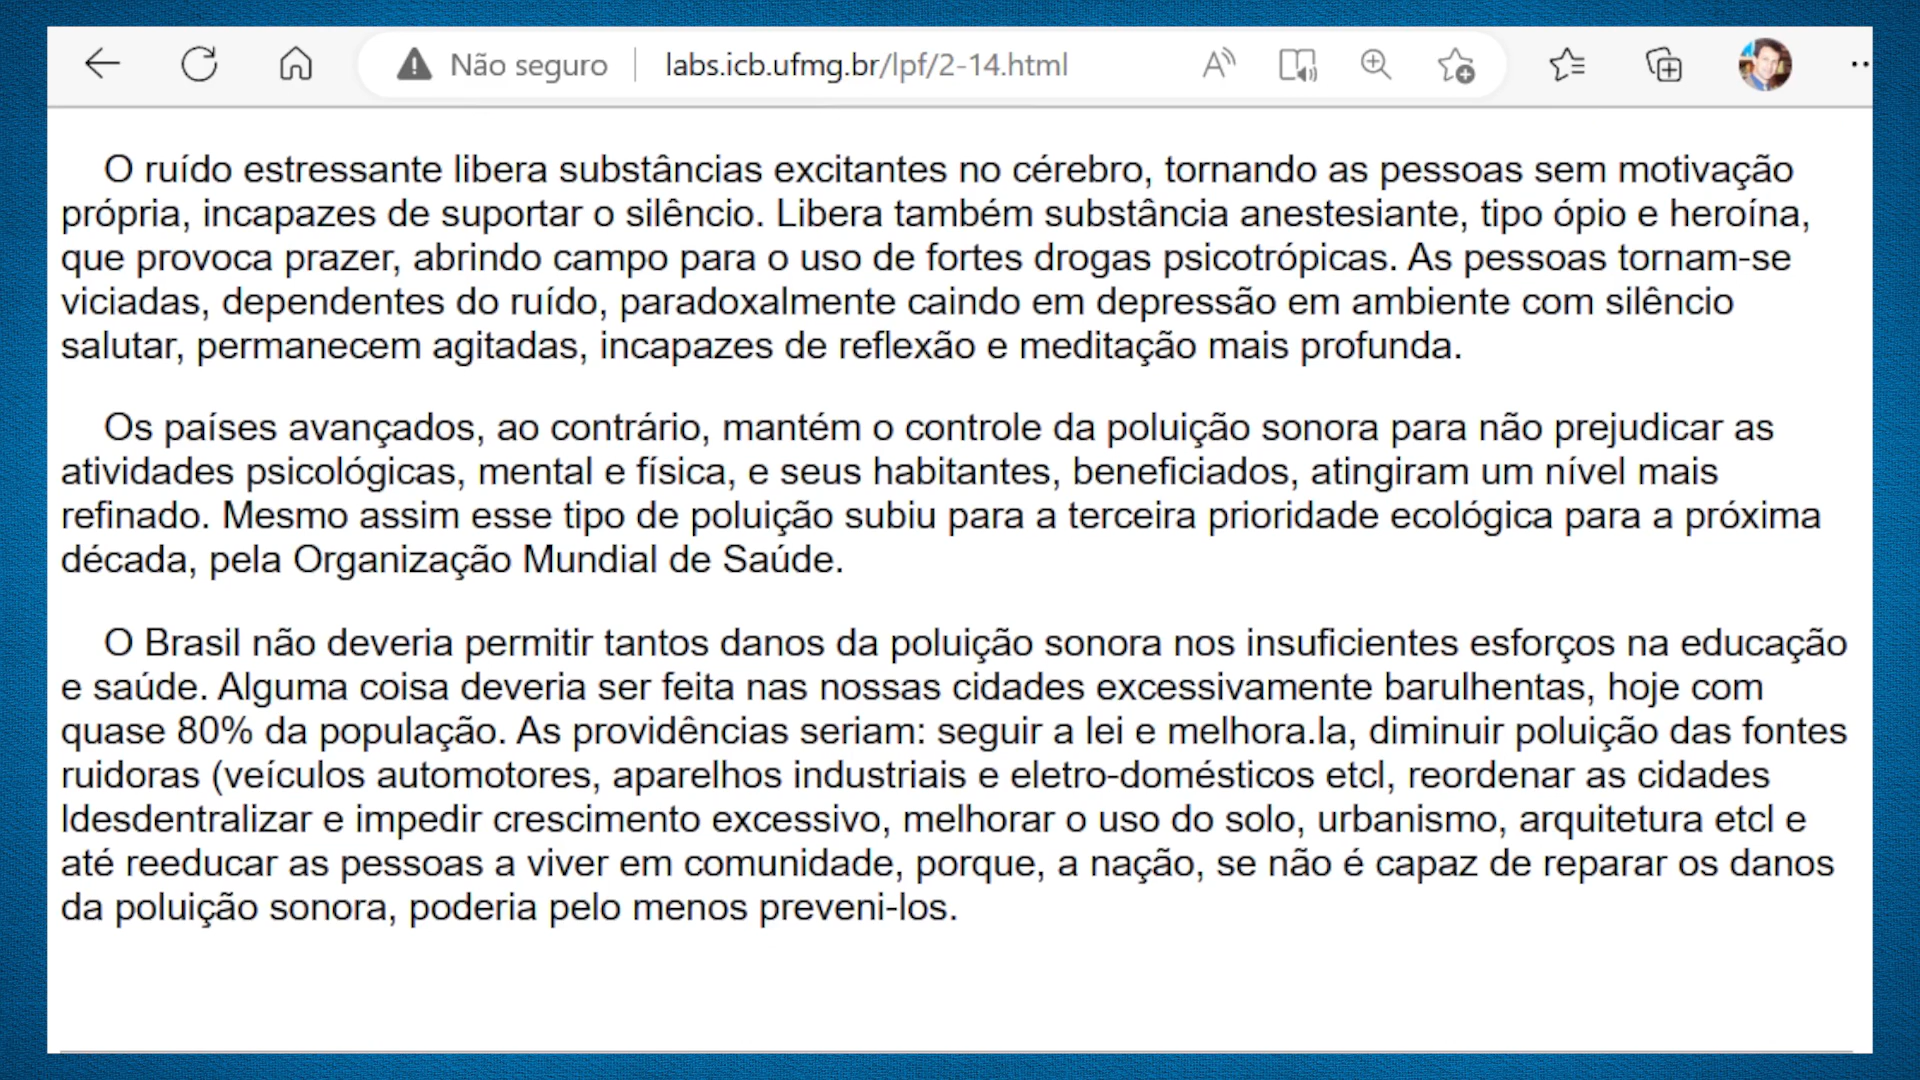 Não seguro labs.icb.ufmg.br/lpf/2-14.html
O ruído estressante libera substâncias excitantes no cérebro, tornando as pessoas sem motivação
própria, incapazes de suportar o silêncio. Libera também substância anestesiante, tipo ópio e heroína,
que provoca prazer, abrindo campo para o uso de fortes drogas psicotrópicas. As pessoas tornam-se
viciadas, dependentes do ruído, paradoxalmente caindo em depressão em ambiente com silêncio
salutar, permanecem agitadas, incapazes de reflexão e meditação mais profunda.
Os países avançados, ao contrário, mantém o controle da poluição sonora para não prejudicar as
atividades psicológicas, mental e física, e seus habitantes, beneficiados, atingiram um nível mais
refinado. Mesmo assim esse tipo de poluição subiu para a terceira prioridade ecológica para a próxima
década, pela Organização Mundial de Saúde.
O Brasil não deveria permitir tantos danos da poluição sonora nos insuficientes esforços na educação
e saúde. Alguma coisa deveria ser feita nas nossas cidades excessivamente barulhentas, hoje com
quase 80% da população. As providências seriam: seguir a lei e melhora.la, diminuir poluição das fontes
ruidoras (veículos automotores, aparelhos industriais e eletro-domésticos etcl, reordenar as cidades
ldesdentralizar e impedir crescimento excessivo, melhorar o uso do solo, urbanismo, arquitetura etcl e
até reeducar as pessoas a viver em comunidade, porque, a nação, se não é capaz de reparar os danos
da poluição sonora, poderia pelo menos preveni-los.